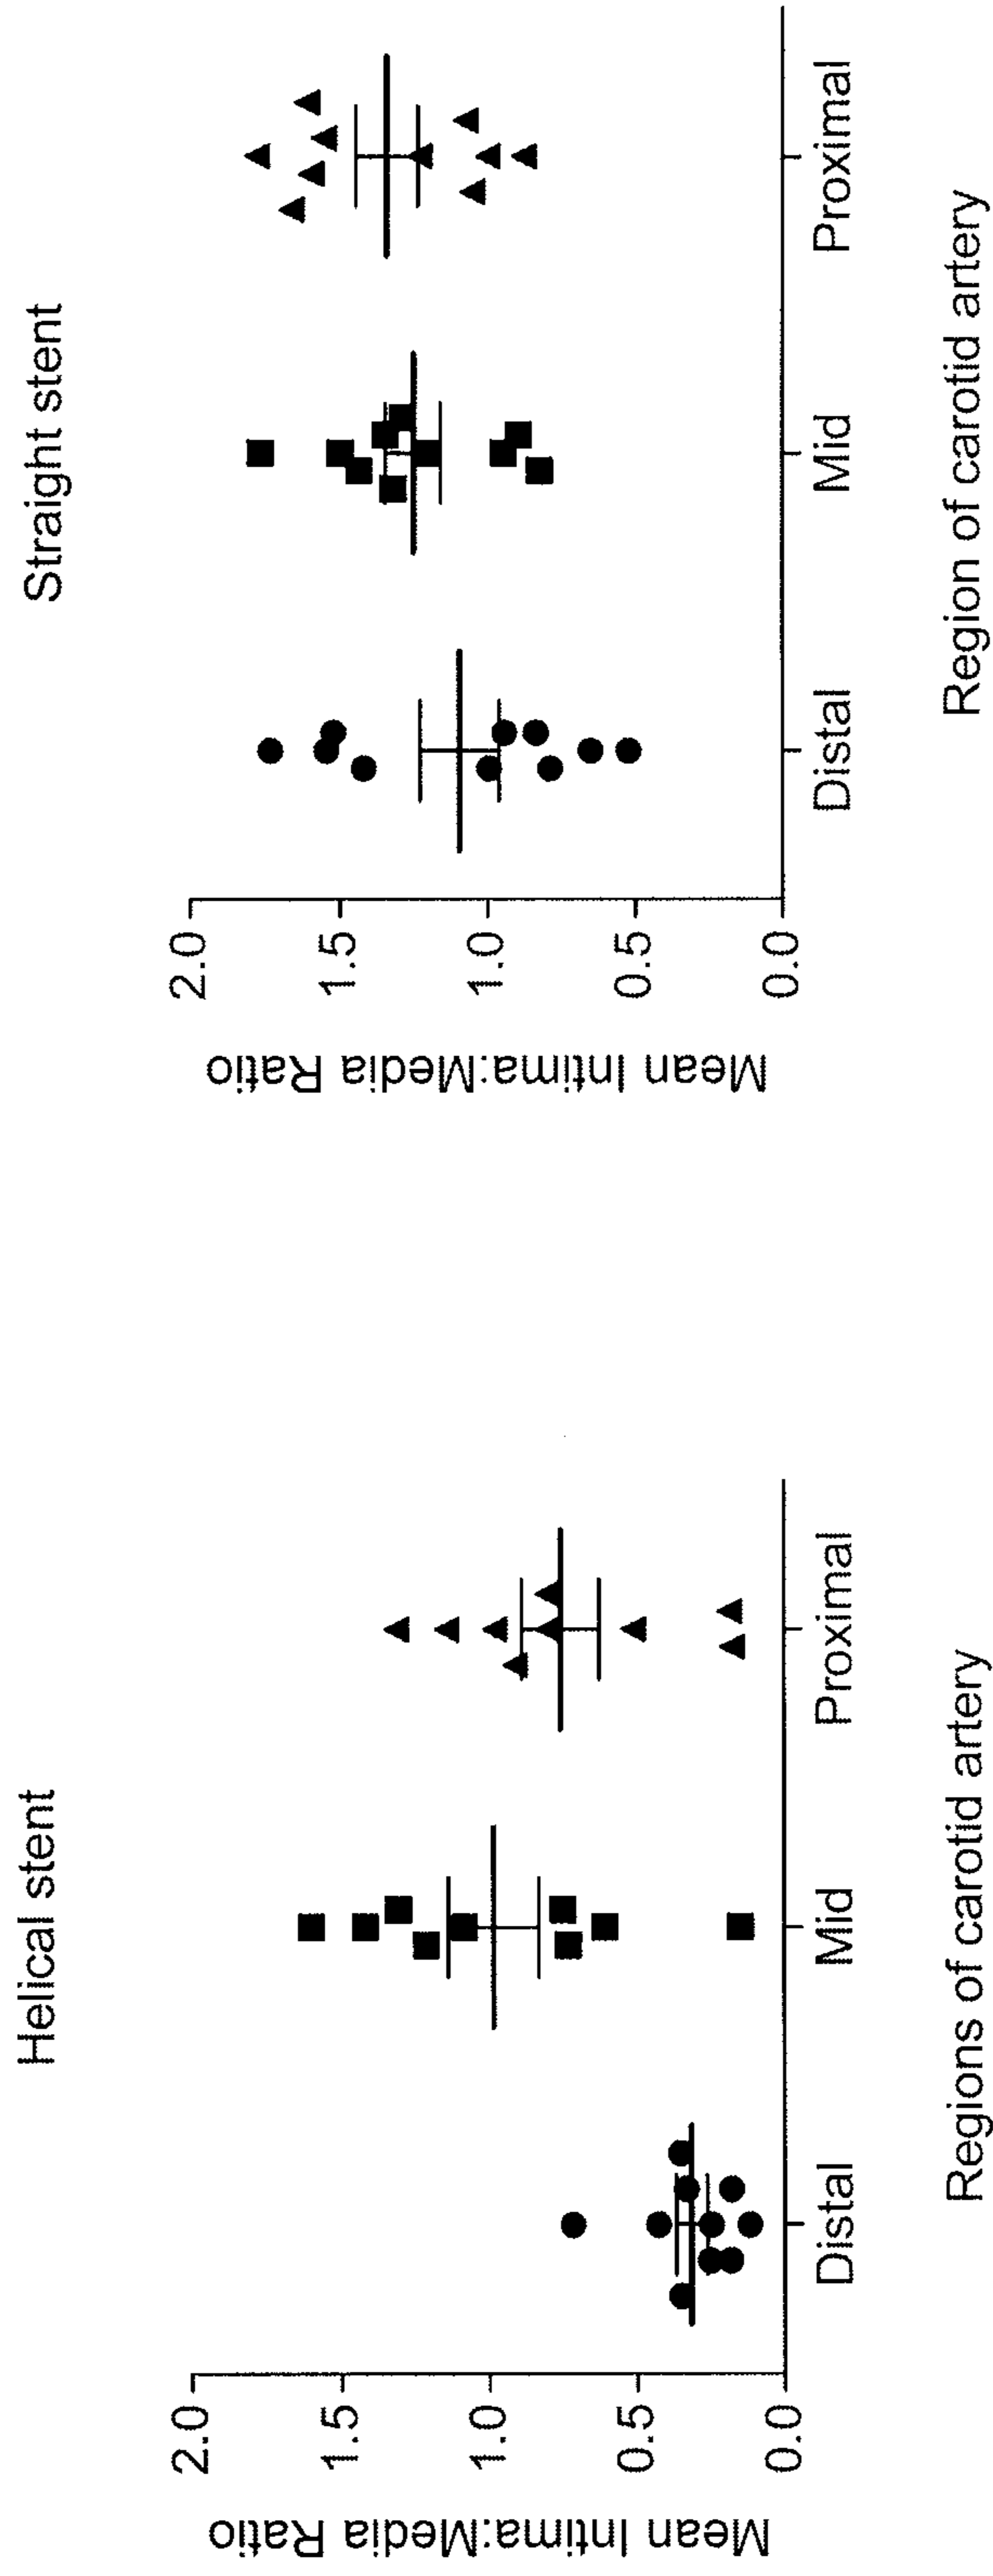 Helical stent
Mean Intima:Media Ratio
2.0
1.5
1.0
0.5
0.0
Distal Mid Proximal
Regions of carotid artery
Straight stent
Mean Intima:Media Ratio
2.0
1.5
1.0
0.5
0.0
Distal Mid Proximal
Region of carotid artery